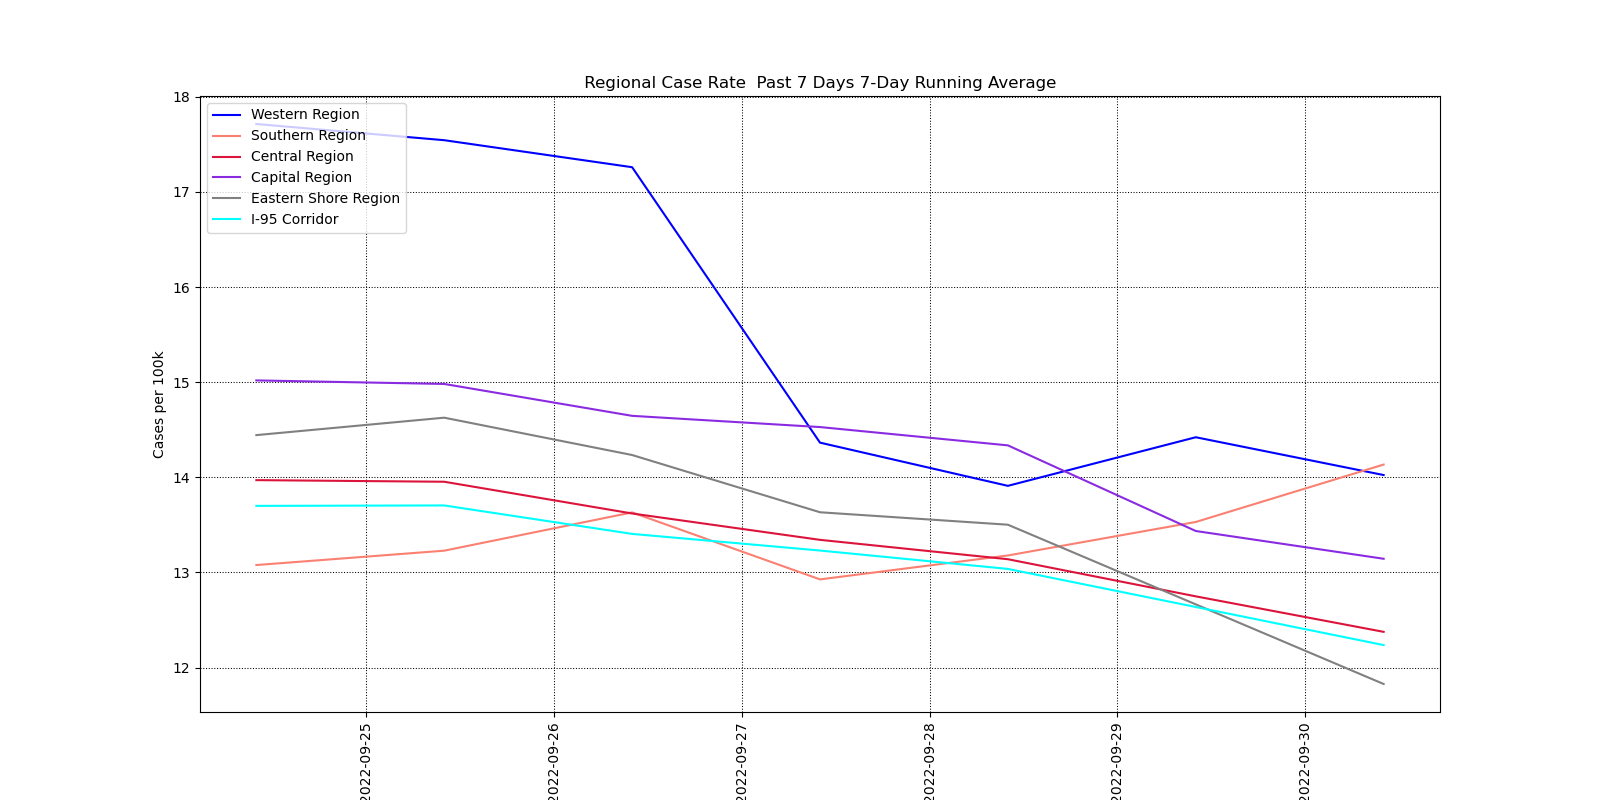 Regional Case Rate  Past 7 Days 7-Day Running Average
18
17
16
15
14
13
12
Cases per 100k
Western Region
Southern Region
Central Region
Capital Region
Eastern Shore Region
I-95 Corridor
2022-09-25
2022-09-26
2022-09-27
2022-09-28
2022-09-29
2022-09-30